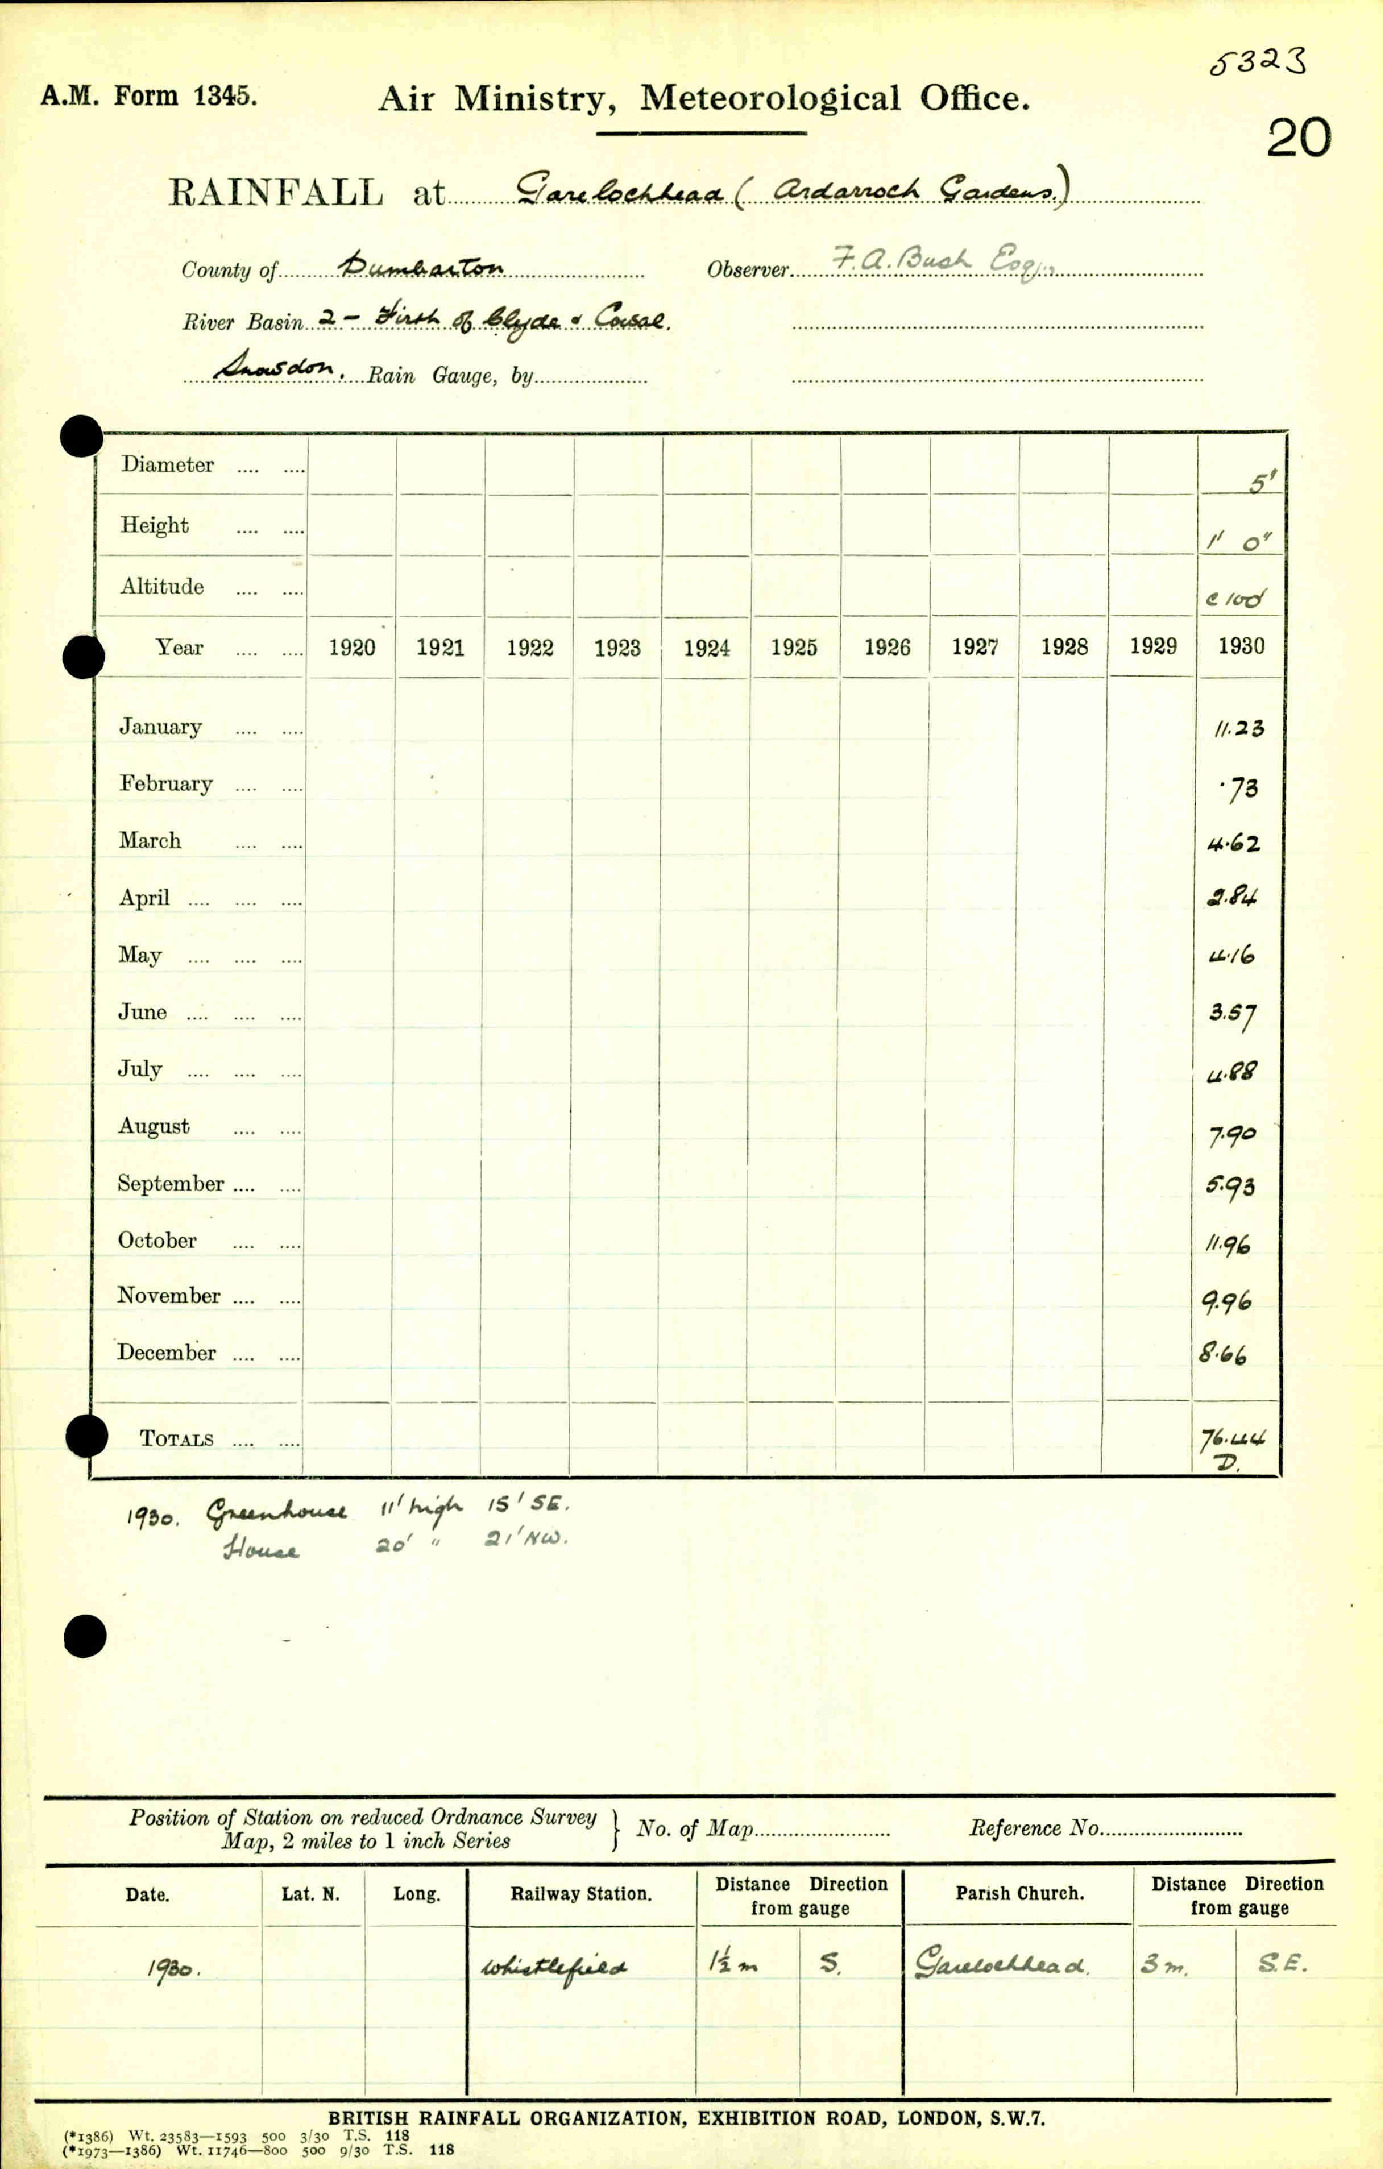 5323
A.M. Form 1345.
Air Ministry, Meteorological Office.
20
RAINFALL at Garelochhead (Ardarroch Gardens.)
County of Dumbarton Observer F.A. Bush Esq.,
River Basin 2 - Firth of Clyde & Cowal.
Snowdon. Rain Gauge, by
Diameter .... .... 5"
Height .... .... 1' 0"
Altitude .... .... c 100
Year .... .... 1920 1921 1922 1923 1924 1925 1926 1927 1928 1929 1930
January .... .... 11.23
February .... .... .73
March .... .... 4.62
April .... .... .... 2.84
May .... .... .... 4.16
June .... .... .... 3.57
July .... .... .... 4.88
August .... .... 7.90
September .... .... 5.93
October .... .... 11.96
November .... .... 9.96
December .... .... 8.66
TOTALS .... .... 76.44
D.
1930. Greenhouse 11' high 15' SE.
House 20' " 21' NW.
Position of Station on reduced Ordnance Survey
Map, 2 miles to 1 inch Series } No. of Map Reference No.
Date. Lat. N. Long. Railway Station. Distance Direction from gauge Parish Church. Distance Direction from gauge
1930. Whistlefield 1½ m S. Garelochhead. 3 m. S.E.
BRITISH RAINFALL ORGANIZATION, EXHIBITION ROAD, LONDON, S.W.7.
(*1386) Wt. 23583—1593 500 3/30 T.S. 118
(*1973—1386) Wt. 11746—800 500 9/30 T.S. 118